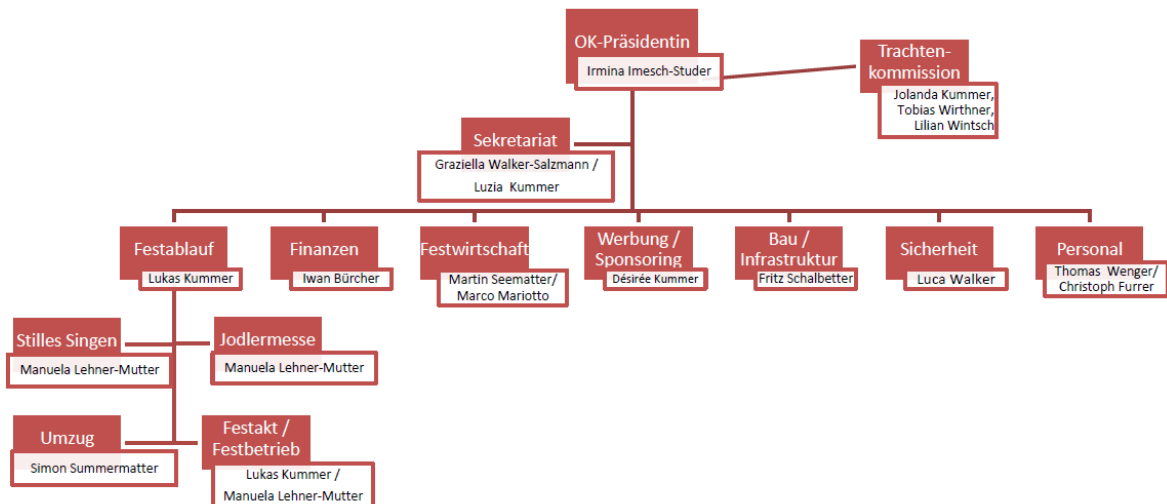 OK-Präsidentin
Irmina Imesch-Studer
Trachten-
kommission
Jolanda Kummer,
Tobias Wirthner,
Lilian Wintsch
Sekretariat
Graziella Walker-Salzmann /
Luzia Kummer
Festablauf
Lukas Kummer
Finanzen
Iwan Bürcher
Festwirtschaft
Martin Seematter/
Marco Mariotto
Werbung /
Sponsoring
Désirée Kummer
Bau /
Infrastruktur
Fritz Schalbetter
Sicherheit
Luca Walker
Personal
Thomas Wenger/
Christoph Furrer
Stilles Singen
Manuela Lehner-Mutter
Jodlermesse
Manuela Lehner-Mutter
Umzug
Simon Summermatter
Festakt /
Festbetrieb
Lukas Kummer /
Manuela Lehner-Mutter